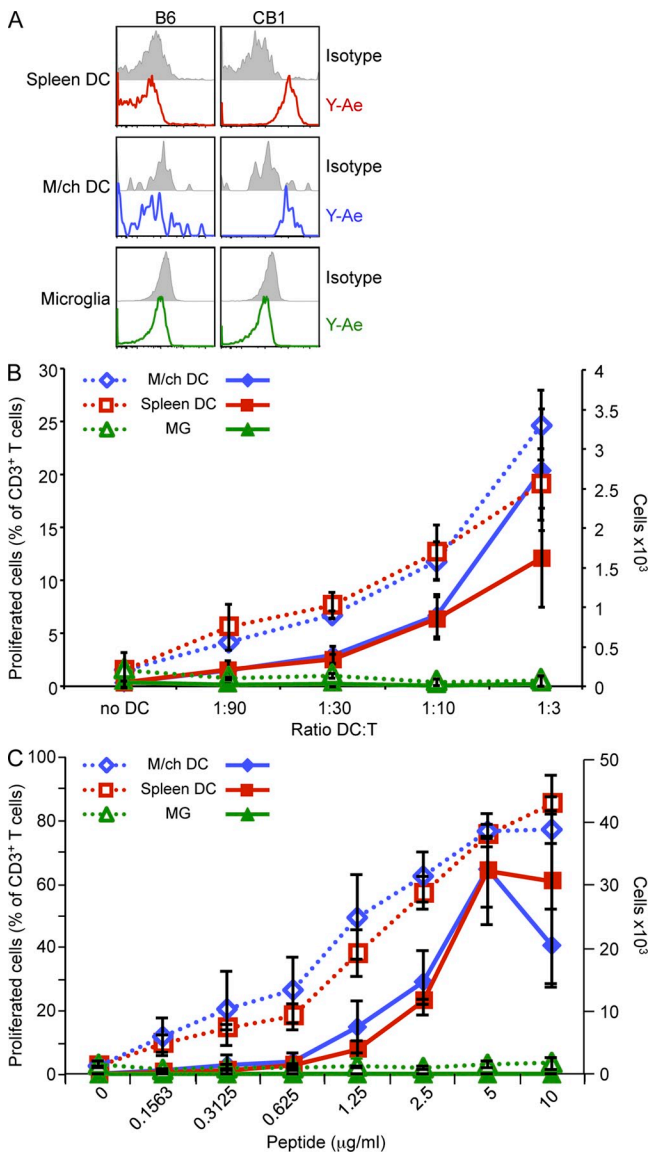 A
B6 CB1
Spleen DC
Isotype
Y-Ae
M/ch DC
Isotype
Y-Ae
Microglia
Isotype
Y-Ae
B
M/ch DC
Spleen DC
MG
Proliferated cells (% of CD3⁺ T cells)
30
25
20
15
10
5
0
Cells x10³
4
3.5
3
2.5
2
1.5
1
0.5
0
no DC 1:90 1:30 1:10 1:3
Ratio DC:T
C
M/ch DC
Spleen DC
MG
Proliferated cells (% of CD3⁺ T cells)
100
80
60
40
20
0
Cells x10³
50
40
30
20
10
0
0 0.1563 0.3125 0.625 1.25 2.5 5 10
Peptide (µg/ml)